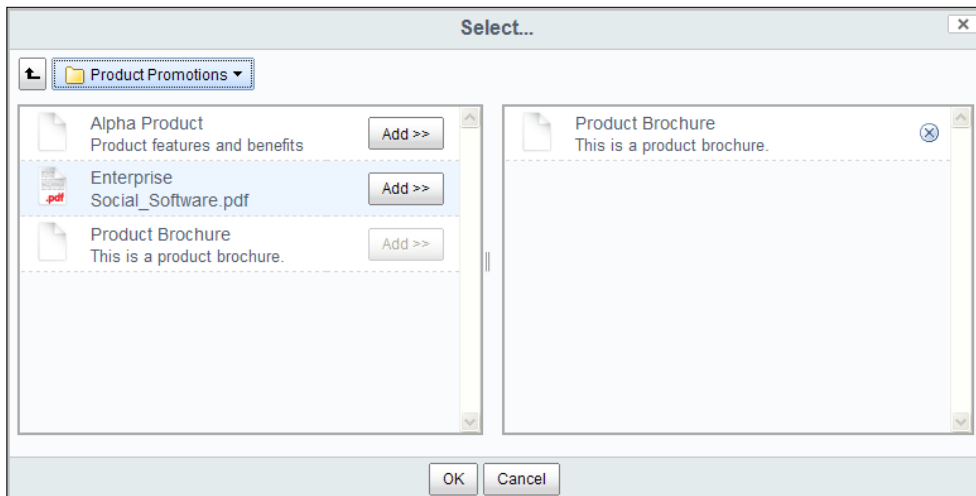 Select...
Product Promotions
Alpha Product
Product features and benefits
Add >>
Enterprise
Social_Software.pdf
.pdf
Add >>
Product Brochure
This is a product brochure.
Add >>
Product Brochure
This is a product brochure.
OK
Cancel